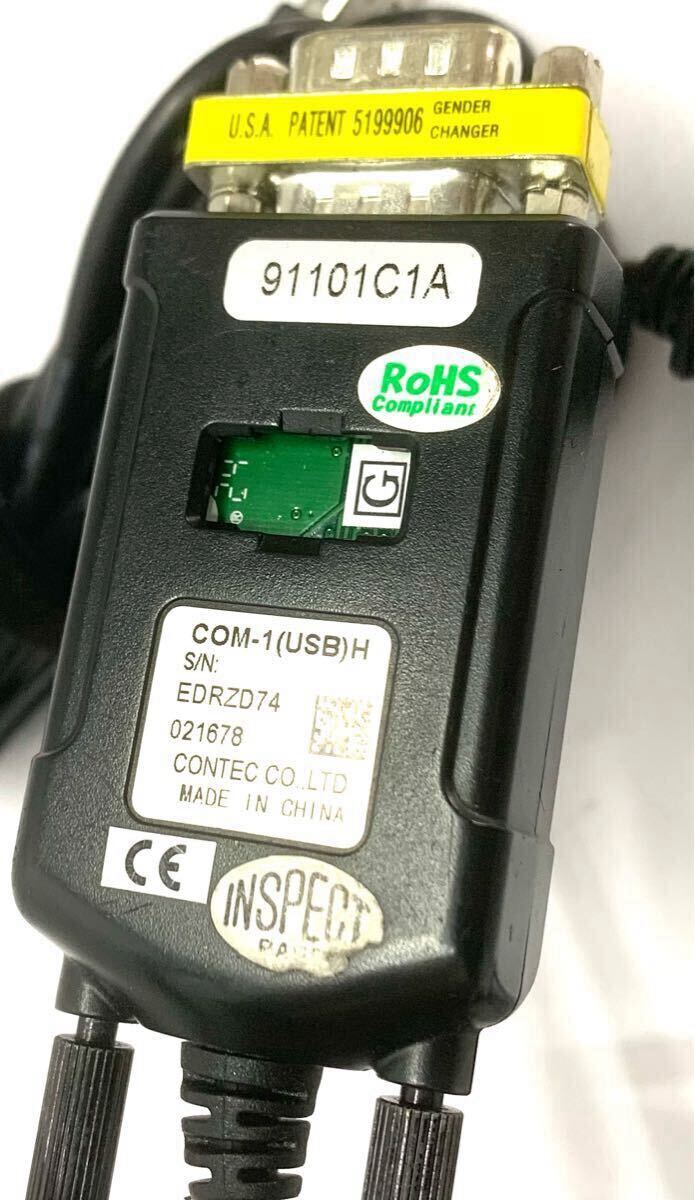 U.S.A. PATENT 5199906 GENDER
CHANGER
91101C1A
RoHS
Compliant
G
COM-1(USB)H
S/N:
EDRZD74
021678
CONTEC CO.,LTD
MADE IN CHINA
CE
INSPECT